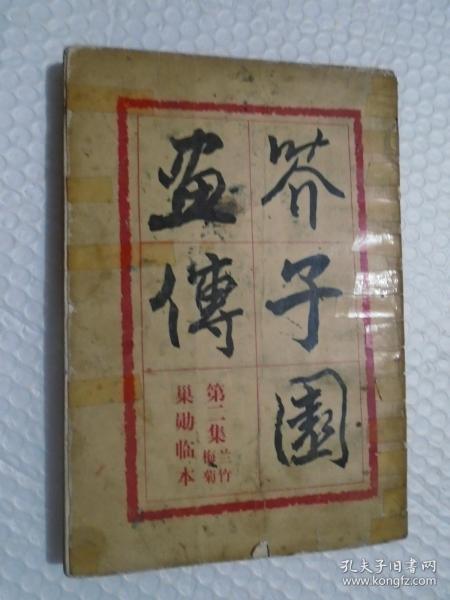 芥子園
畫傳
第二集 兰竹梅菊
巢勋临本
孔夫子旧书网
www.kongfz.com